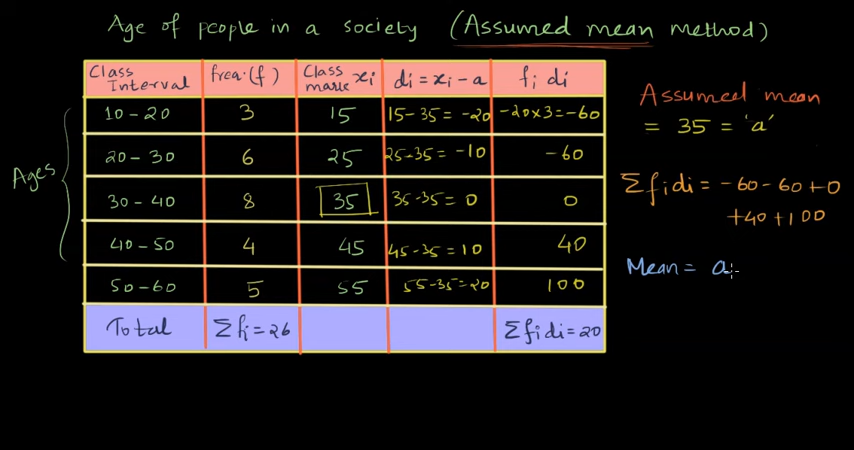 Age of people in a society (Assumed mean method)
Class Interval freq.(f) Class mark xi di = xi - a fi di
10 - 20 3 15 15-35 = -20 -20x3 = -60
20 - 30 6 25 25-35 = -10 -60
30 - 40 8 35 35-35 = 0 0
40 - 50 4 45 45-35 = 10 40
50 - 60 5 55 55-35 = 20 100
Total Σfi = 26 Σfidi = 20
Ages
Assumed mean
= 35 = 'a'
Σfidi = -60 - 60 + 0
+40 + 100
Mean = a